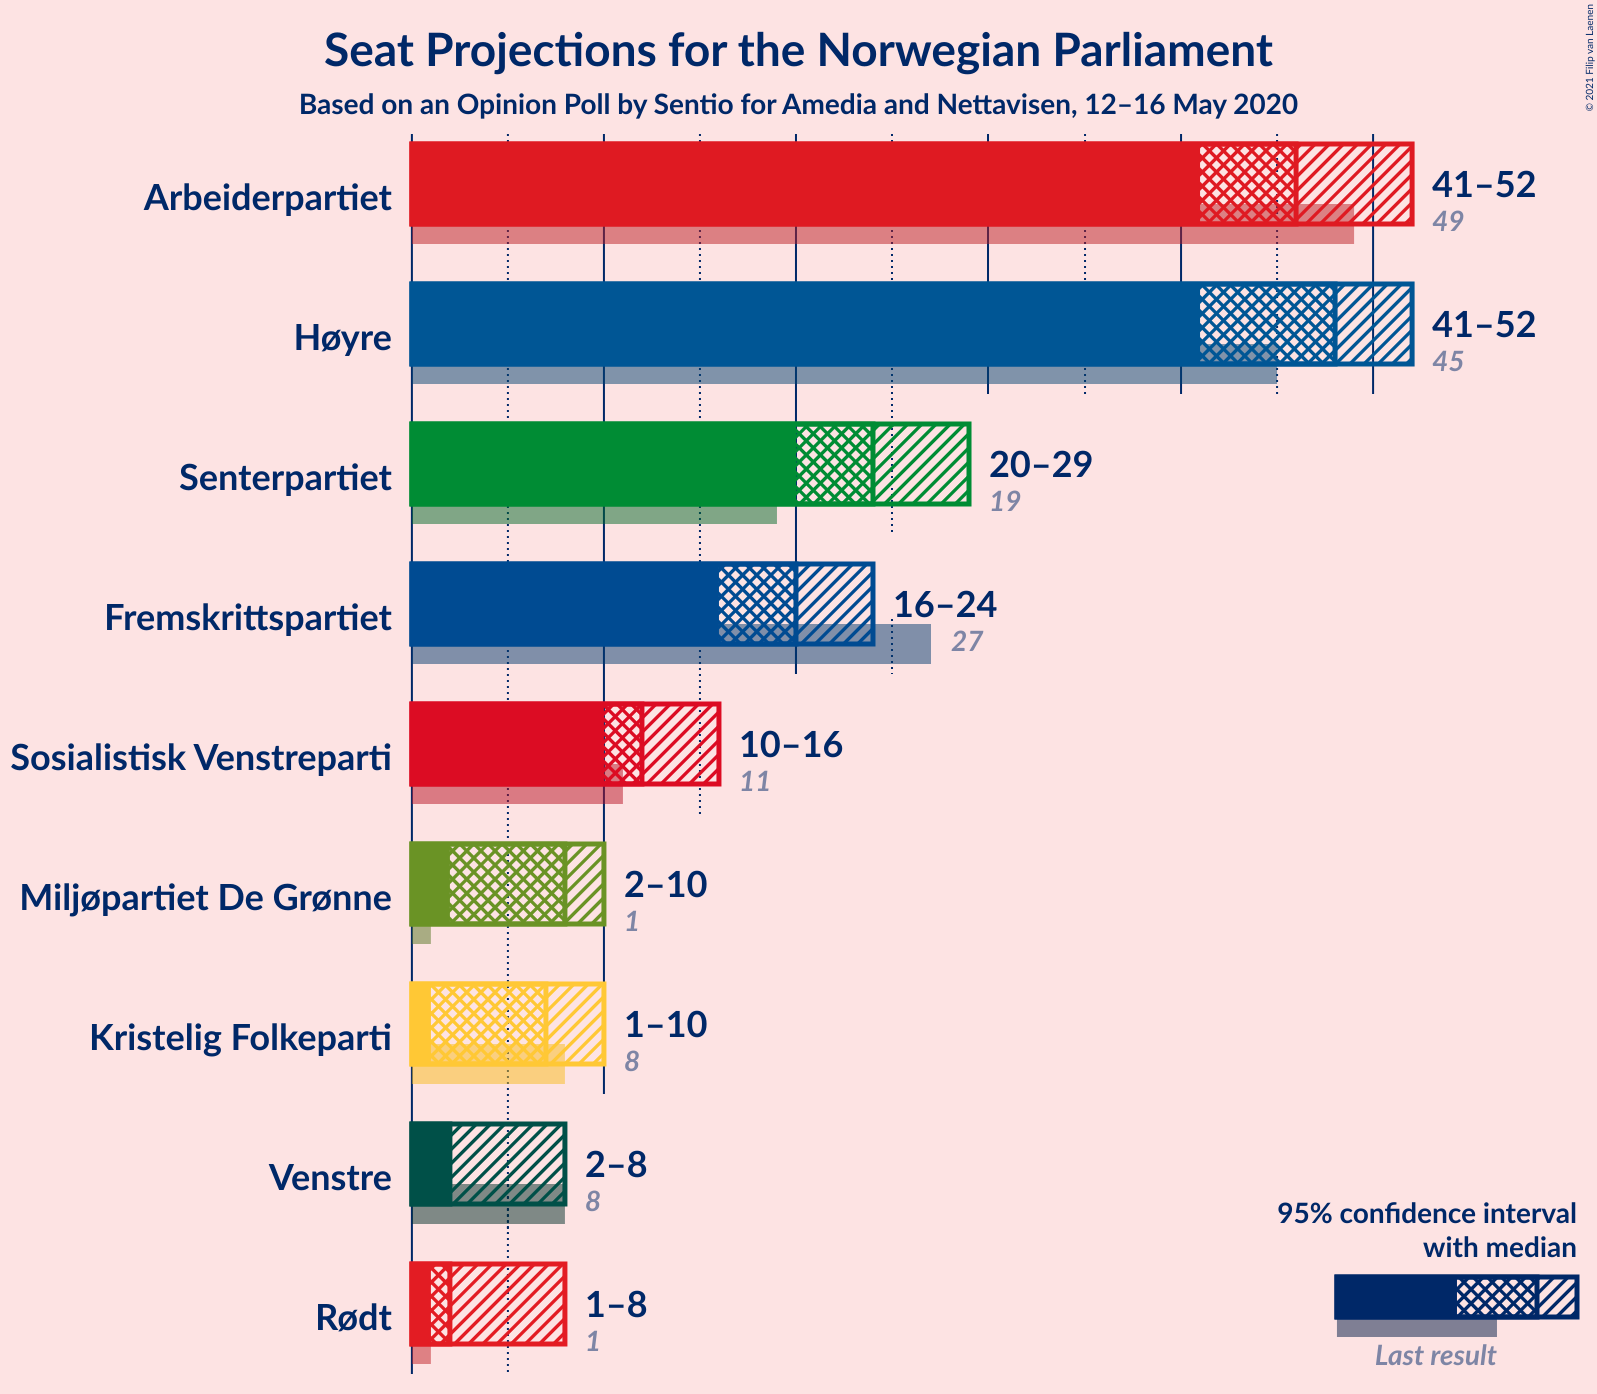 Seat Projections for the Norwegian Parliament
Based on an Opinion Poll by Sentio for Amedia and Nettavisen, 12–16 May 2020
© 2021 Filip van Laenen
Arbeiderpartiet
41–52
49
Høyre
41–52
45
Senterpartiet
20–29
19
Fremskrittspartiet
16–24
27
Sosialistisk Venstreparti
10–16
11
Miljøpartiet De Grønne
2–10
1
Kristelig Folkeparti
1–10
8
Venstre
2–8
8
Rødt
1–8
1
95% confidence interval
with median
Last result